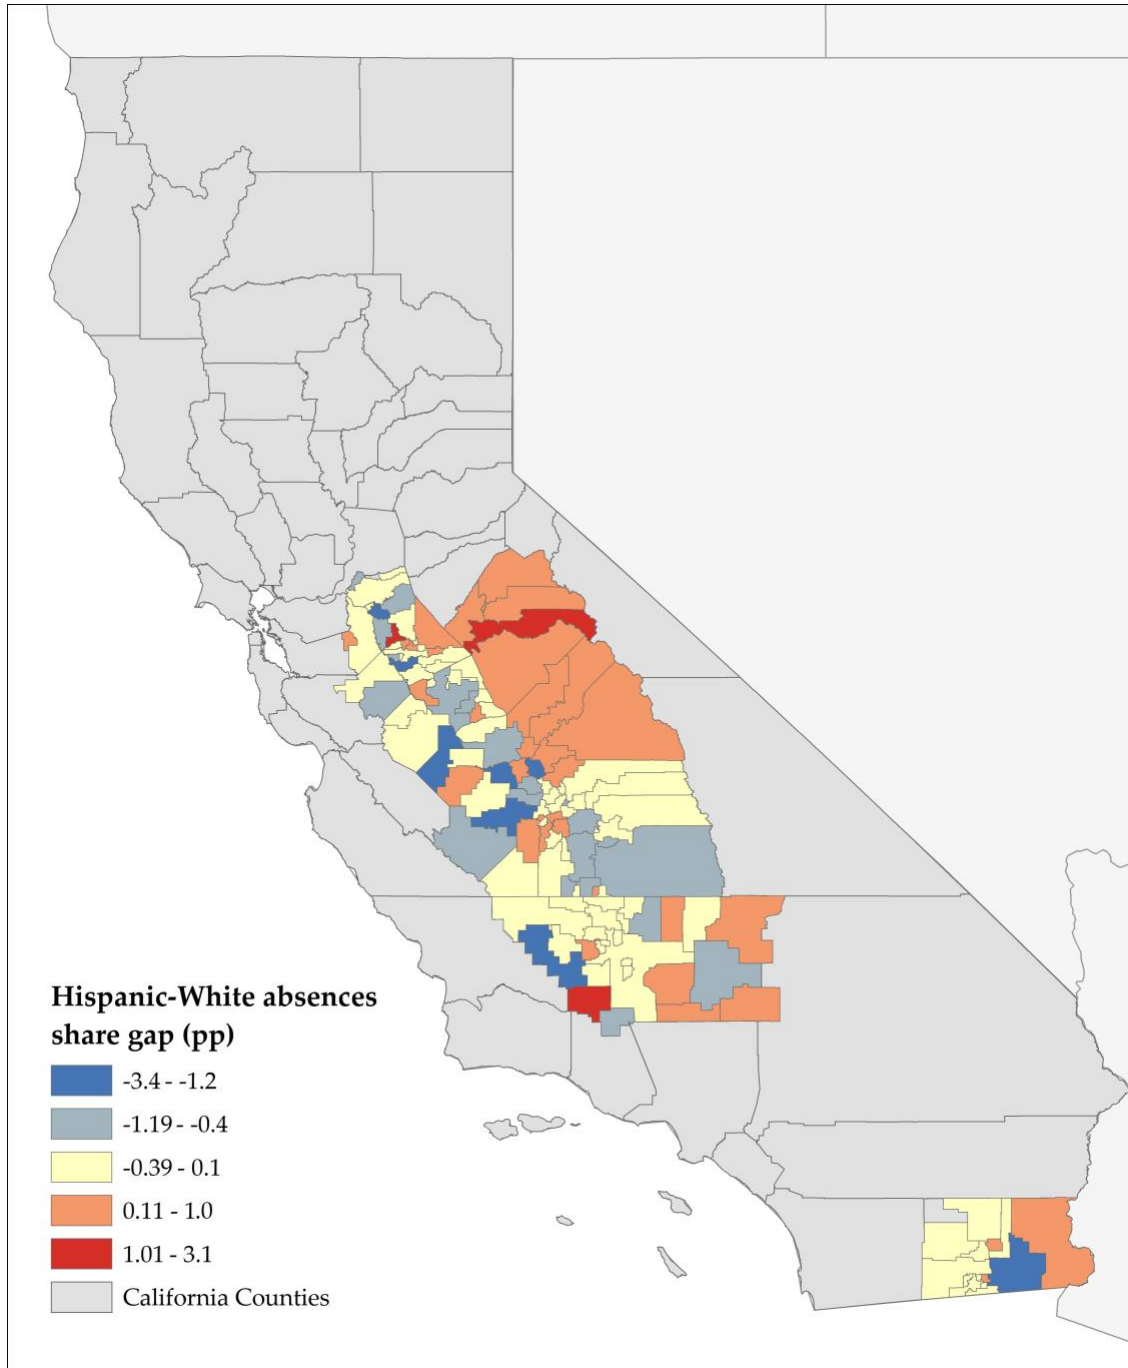 Hispanic-White absences
share gap (pp)
-3.4 - -1.2
-1.19 - -0.4
-0.39 - 0.1
0.11 - 1.0
1.01 - 3.1
California Counties